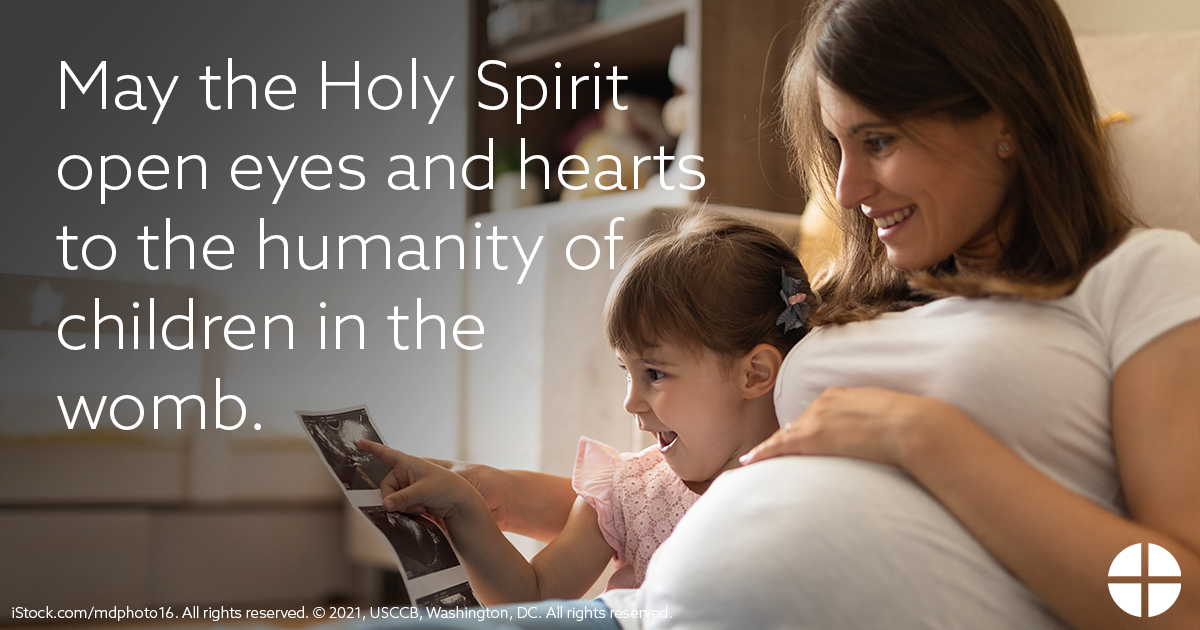 May the Holy Spirit
open eyes and hearts
to the humanity of
children in the
womb.
iStock.com/mdphoto16. All rights reserved. © 2021, USCCB, Washington, DC. All rights reserved.